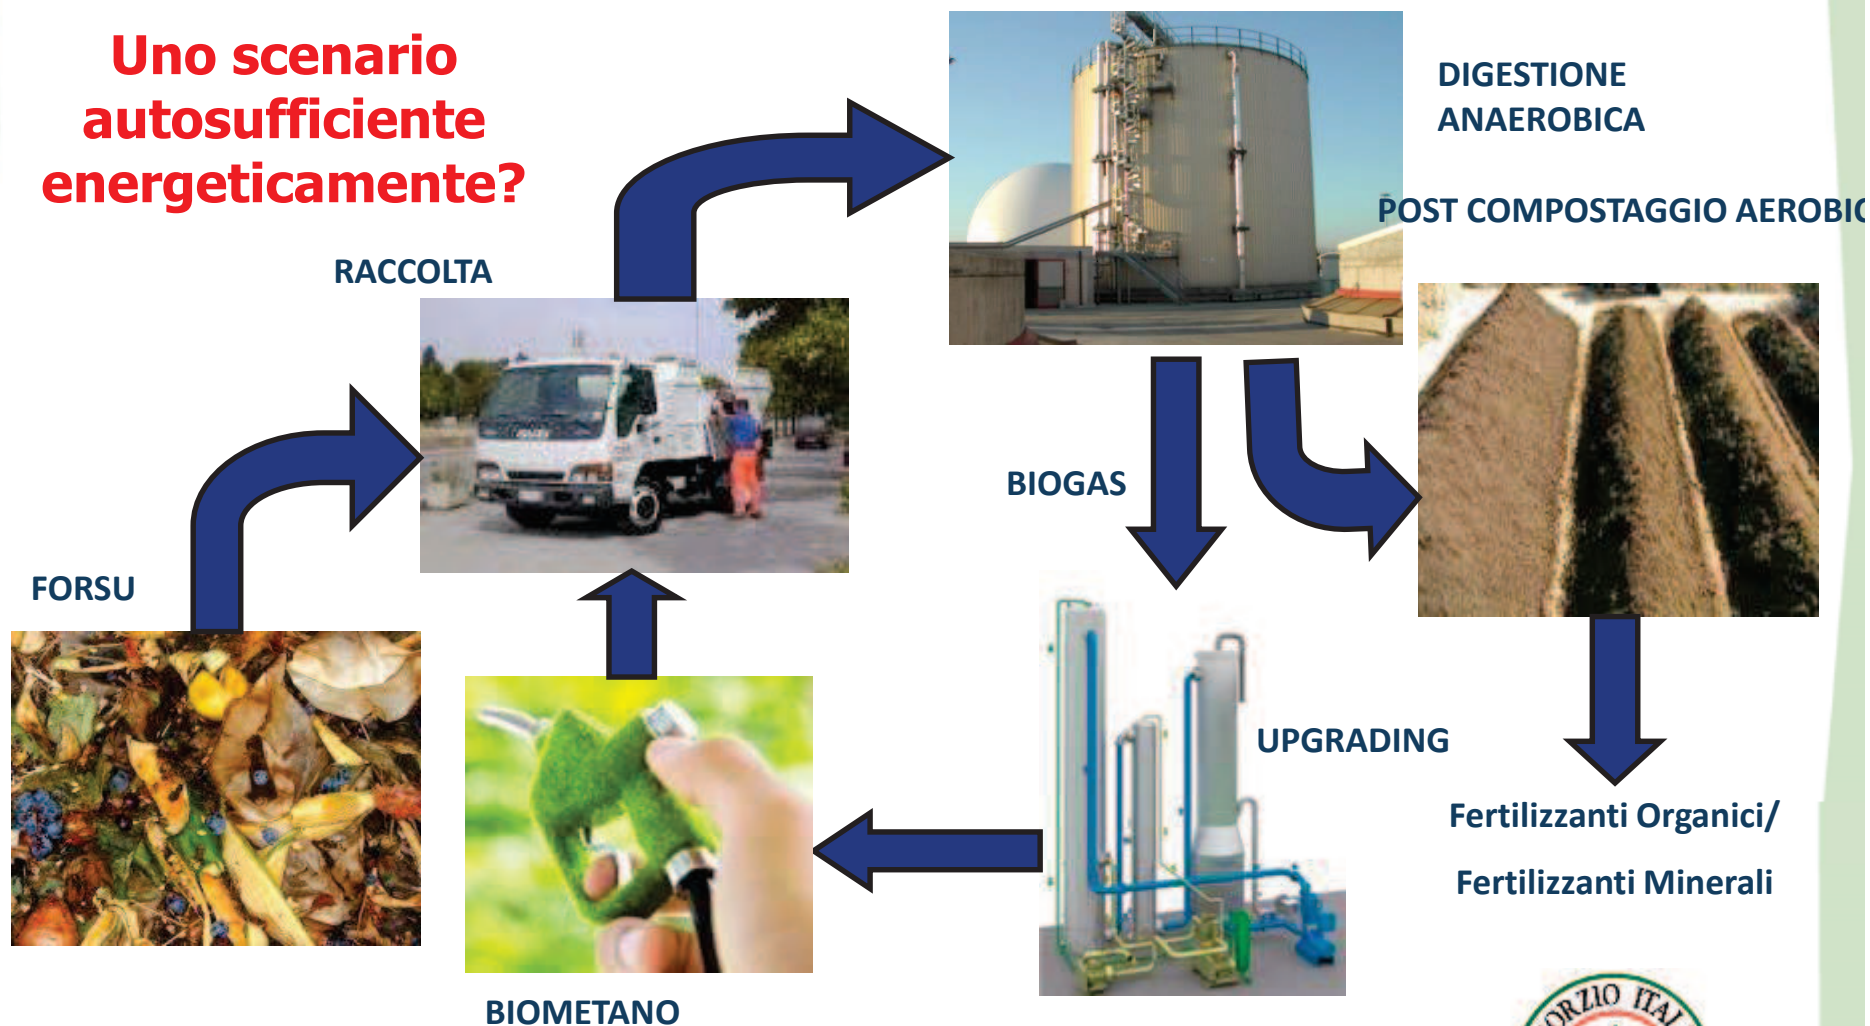 Uno scenario
autosufficiente
energeticamente?
DIGESTIONE
ANAEROBICA
POST COMPOSTAGGIO AEROBIC
RACCOLTA
BIOGAS
FORSU
UPGRADING
Fertilizzanti Organici/
Fertilizzanti Minerali
BIOMETANO